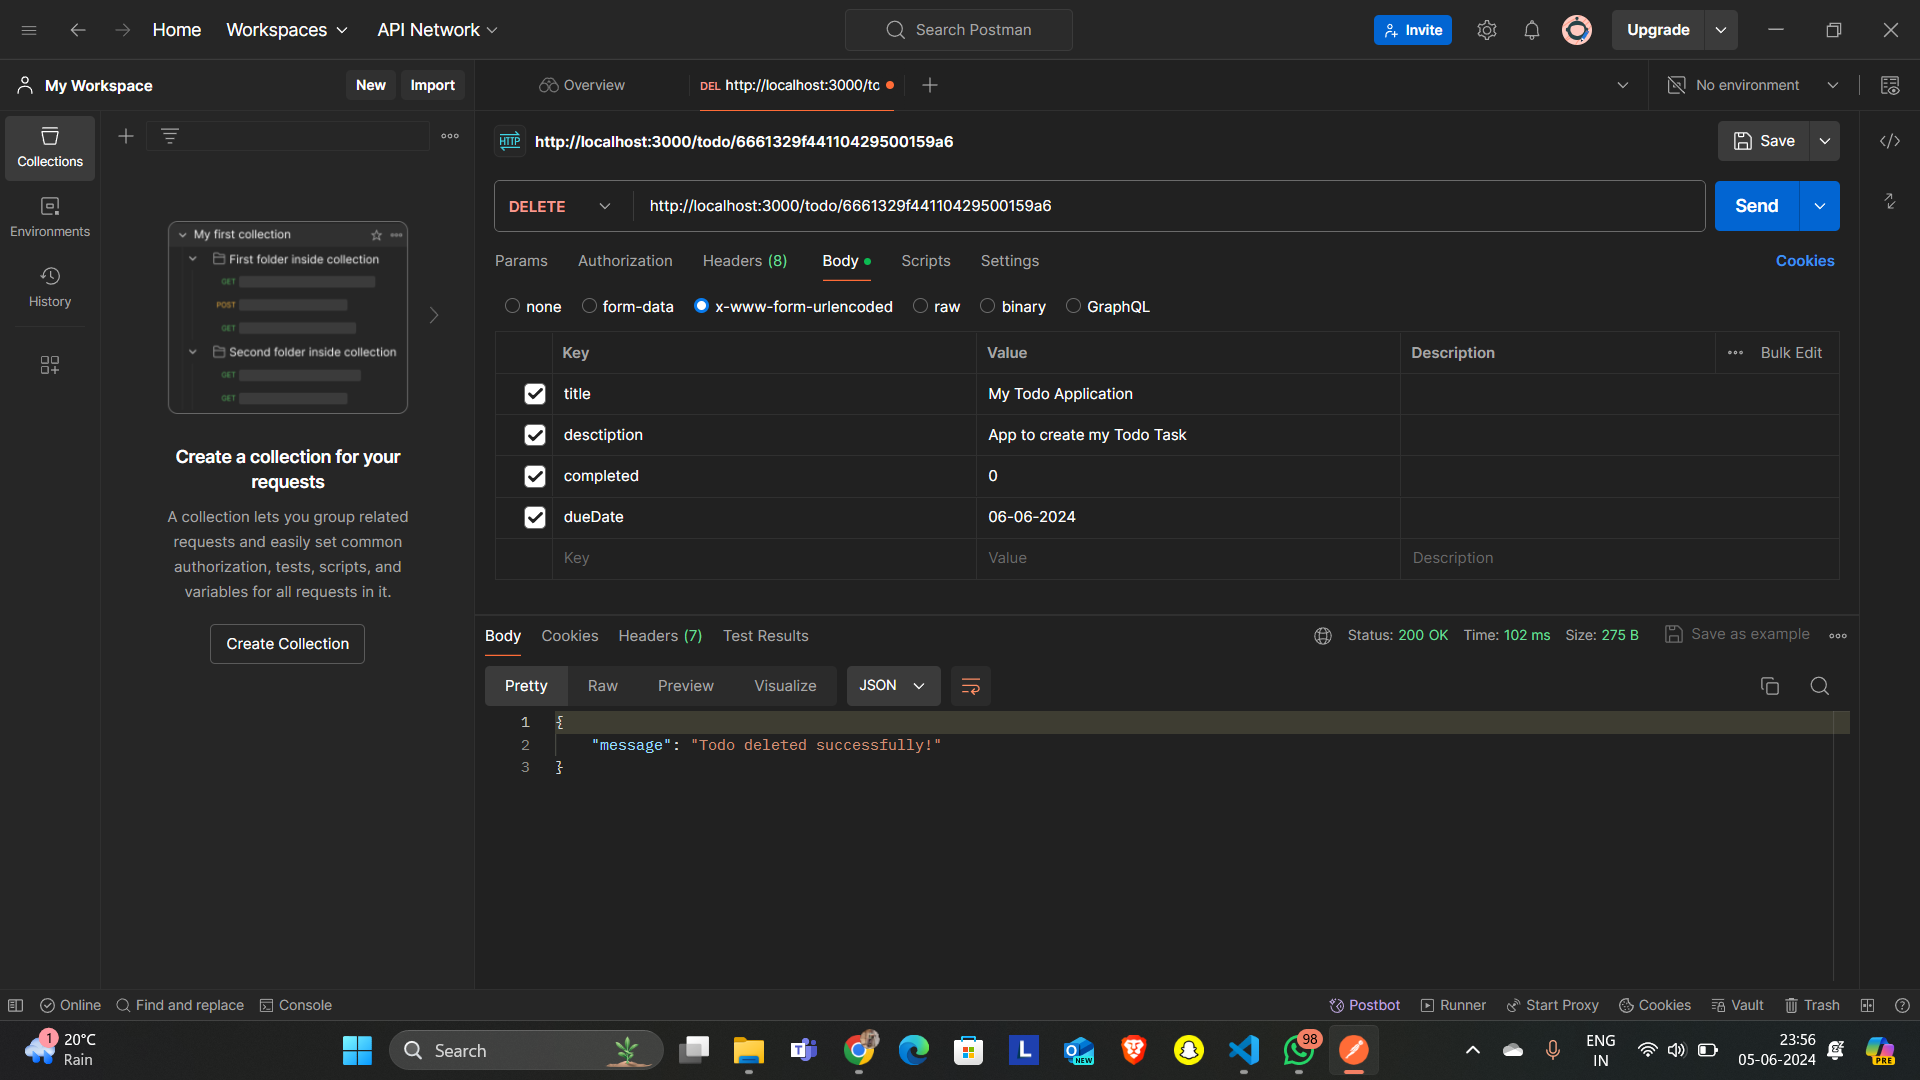 Home Workspaces API Network Search Postman Invite Upgrade
My Workspace New Import Overview DEL http://localhost:3000/to No environment
Collections
Environments
History
My first collection
First folder inside collection
GET
POST
GET
Second folder inside collection
GET
GET
Create a collection for your
requests
A collection lets you group related
requests and easily set common
authorization, tests, scripts, and
variables for all requests in it.
Create Collection
HTTP http://localhost:3000/todo/6661329f44110429500159a6 Save
DELETE http://localhost:3000/todo/6661329f44110429500159a6 Send
Params Authorization Headers (8) Body Scripts Settings Cookies
none form-data x-www-form-urlencoded raw binary GraphQL
Key Value Description Bulk Edit
title My Todo Application
desctiption App to create my Todo Task
completed 0
dueDate 06-06-2024
Key Value Description
Body Cookies Headers (7) Test Results Status: 200 OK Time: 102 ms Size: 275 B Save as example
Pretty Raw Preview Visualize JSON
1 {
2 "message": "Todo deleted successfully!"
3 }
Online Find and replace Console Postbot Runner Start Proxy Cookies Vault Trash
1 20°C
Rain
Search
L
NEW
98
ENG
IN
23:56
05-06-2024
PRE